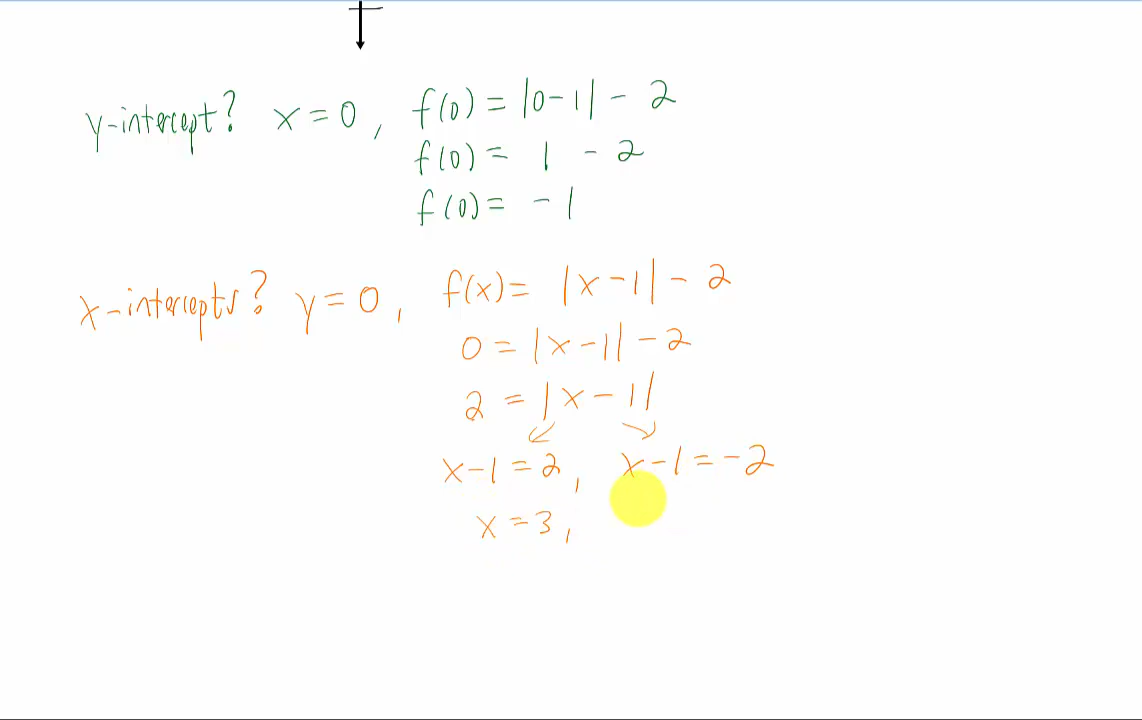 y-intercept? x = 0, f(0) = |0-1| - 2
f(0) = 1 - 2
f(0) = -1
x-intercepts? y = 0, f(x) = |x-1| - 2
0 = |x-1| - 2
2 = |x-1|
x-1 = 2, x-1 = -2
x = 3,